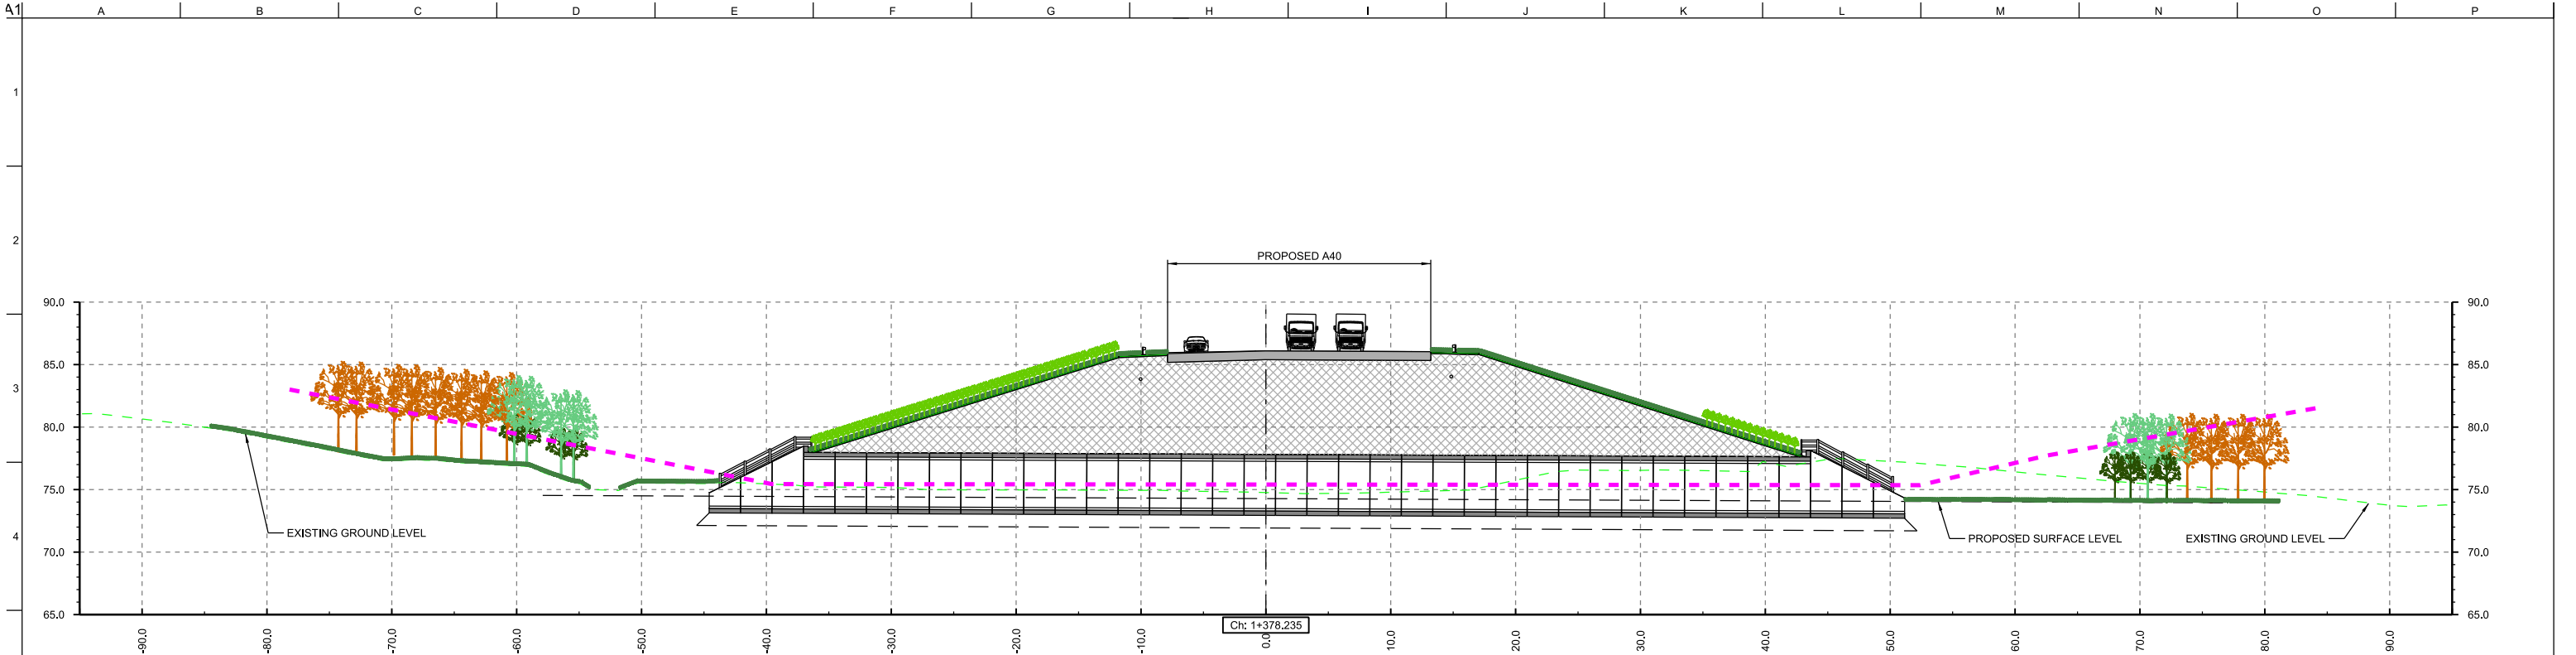 A1 A B C D E F G H I J K L M N O P
1
2
3
4
PROPOSED A40
90.0 90.0
85.0 85.0
80.0 80.0
75.0 75.0
70.0 70.0
65.0 65.0
EXISTING GROUND LEVEL
PROPOSED SURFACE LEVEL
EXISTING GROUND LEVEL
Ch: 1+378.235
-90.0 -80.0 -70.0 -60.0 -50.0 -40.0 -30.0 -20.0 -10.0 0.0 10.0 20.0 30.0 40.0 50.0 60.0 70.0 80.0 90.0